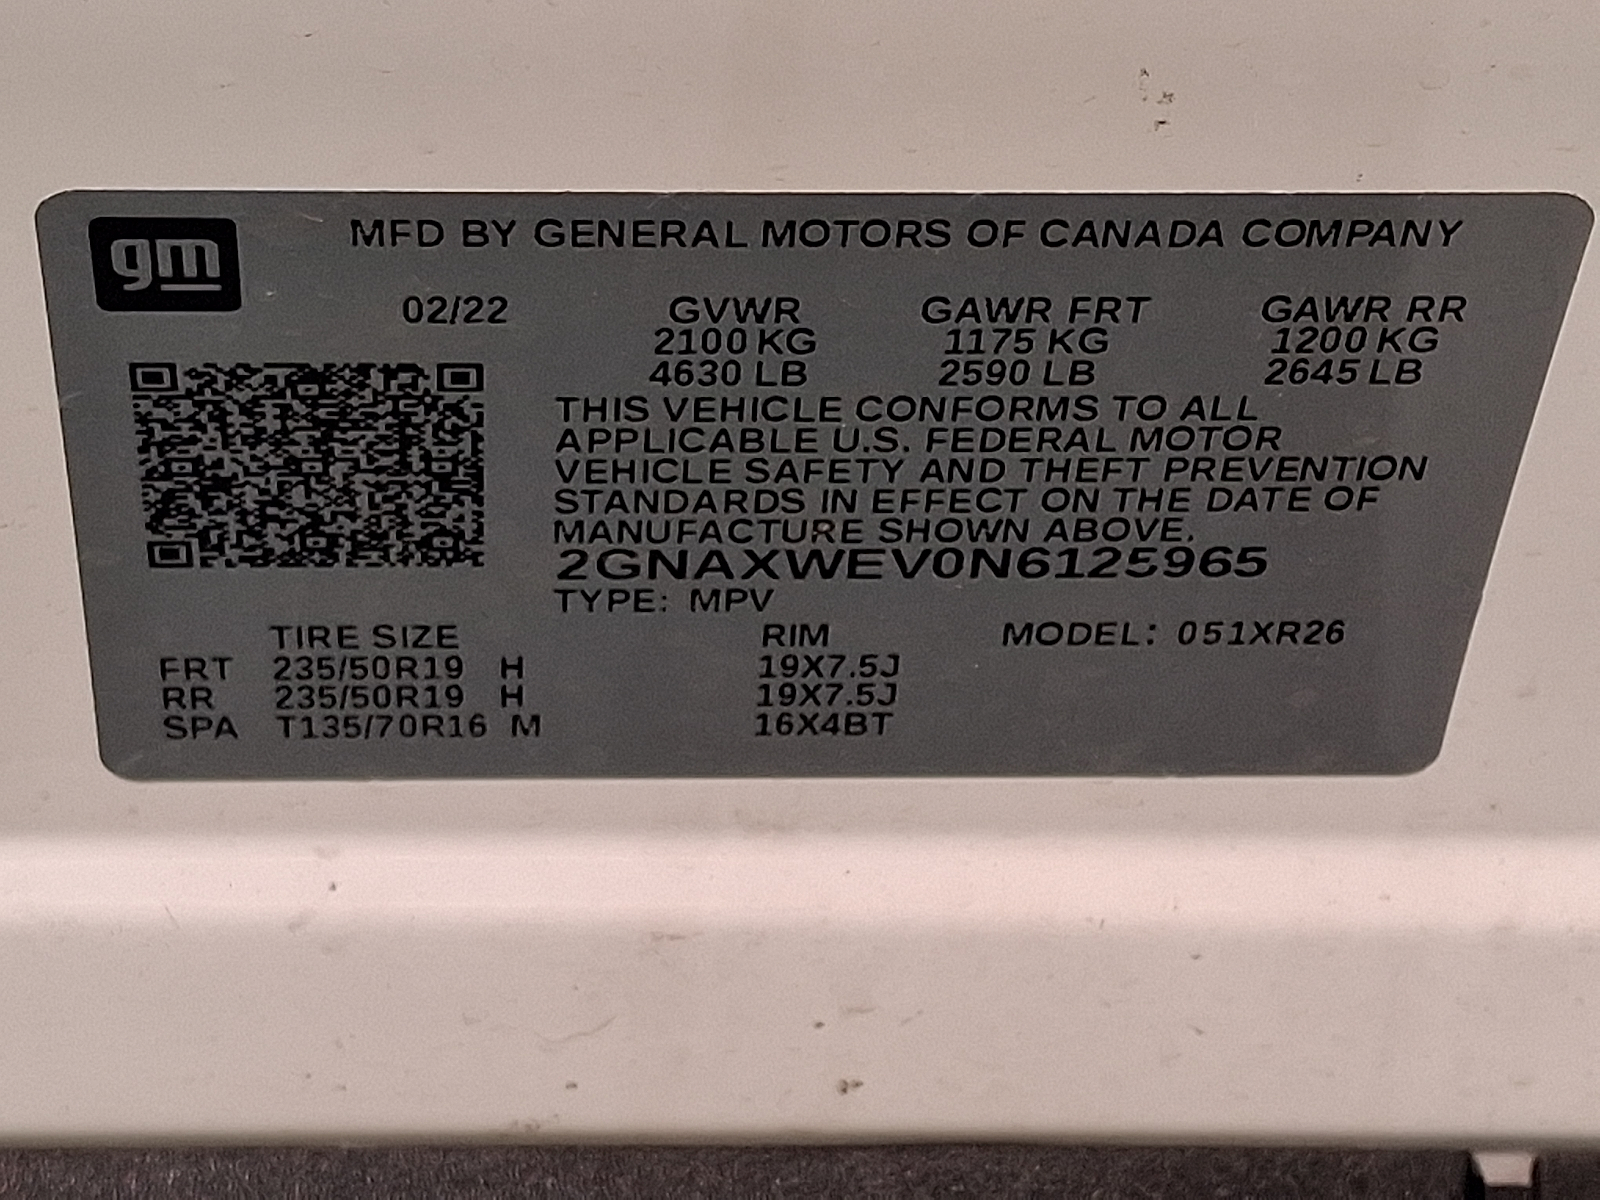 gm
MFD BY GENERAL MOTORS OF CANADA COMPANY
02/22 GVWR GAWR FRT GAWR RR
2100 KG 1175 KG 1200 KG
4630 LB 2590 LB 2645 LB
THIS VEHICLE CONFORMS TO ALL
APPLICABLE U.S. FEDERAL MOTOR
VEHICLE SAFETY AND THEFT PREVENTION
STANDARDS IN EFFECT ON THE DATE OF
MANUFACTURE SHOWN ABOVE.
2GNAXWEV0N6125965
TYPE: MPV
TIRE SIZE RIM MODEL: 051XR26
FRT 235/50R19 H 19X7.5J
RR 235/50R19 H 19X7.5J
SPA T135/70R16 M 16X4BT